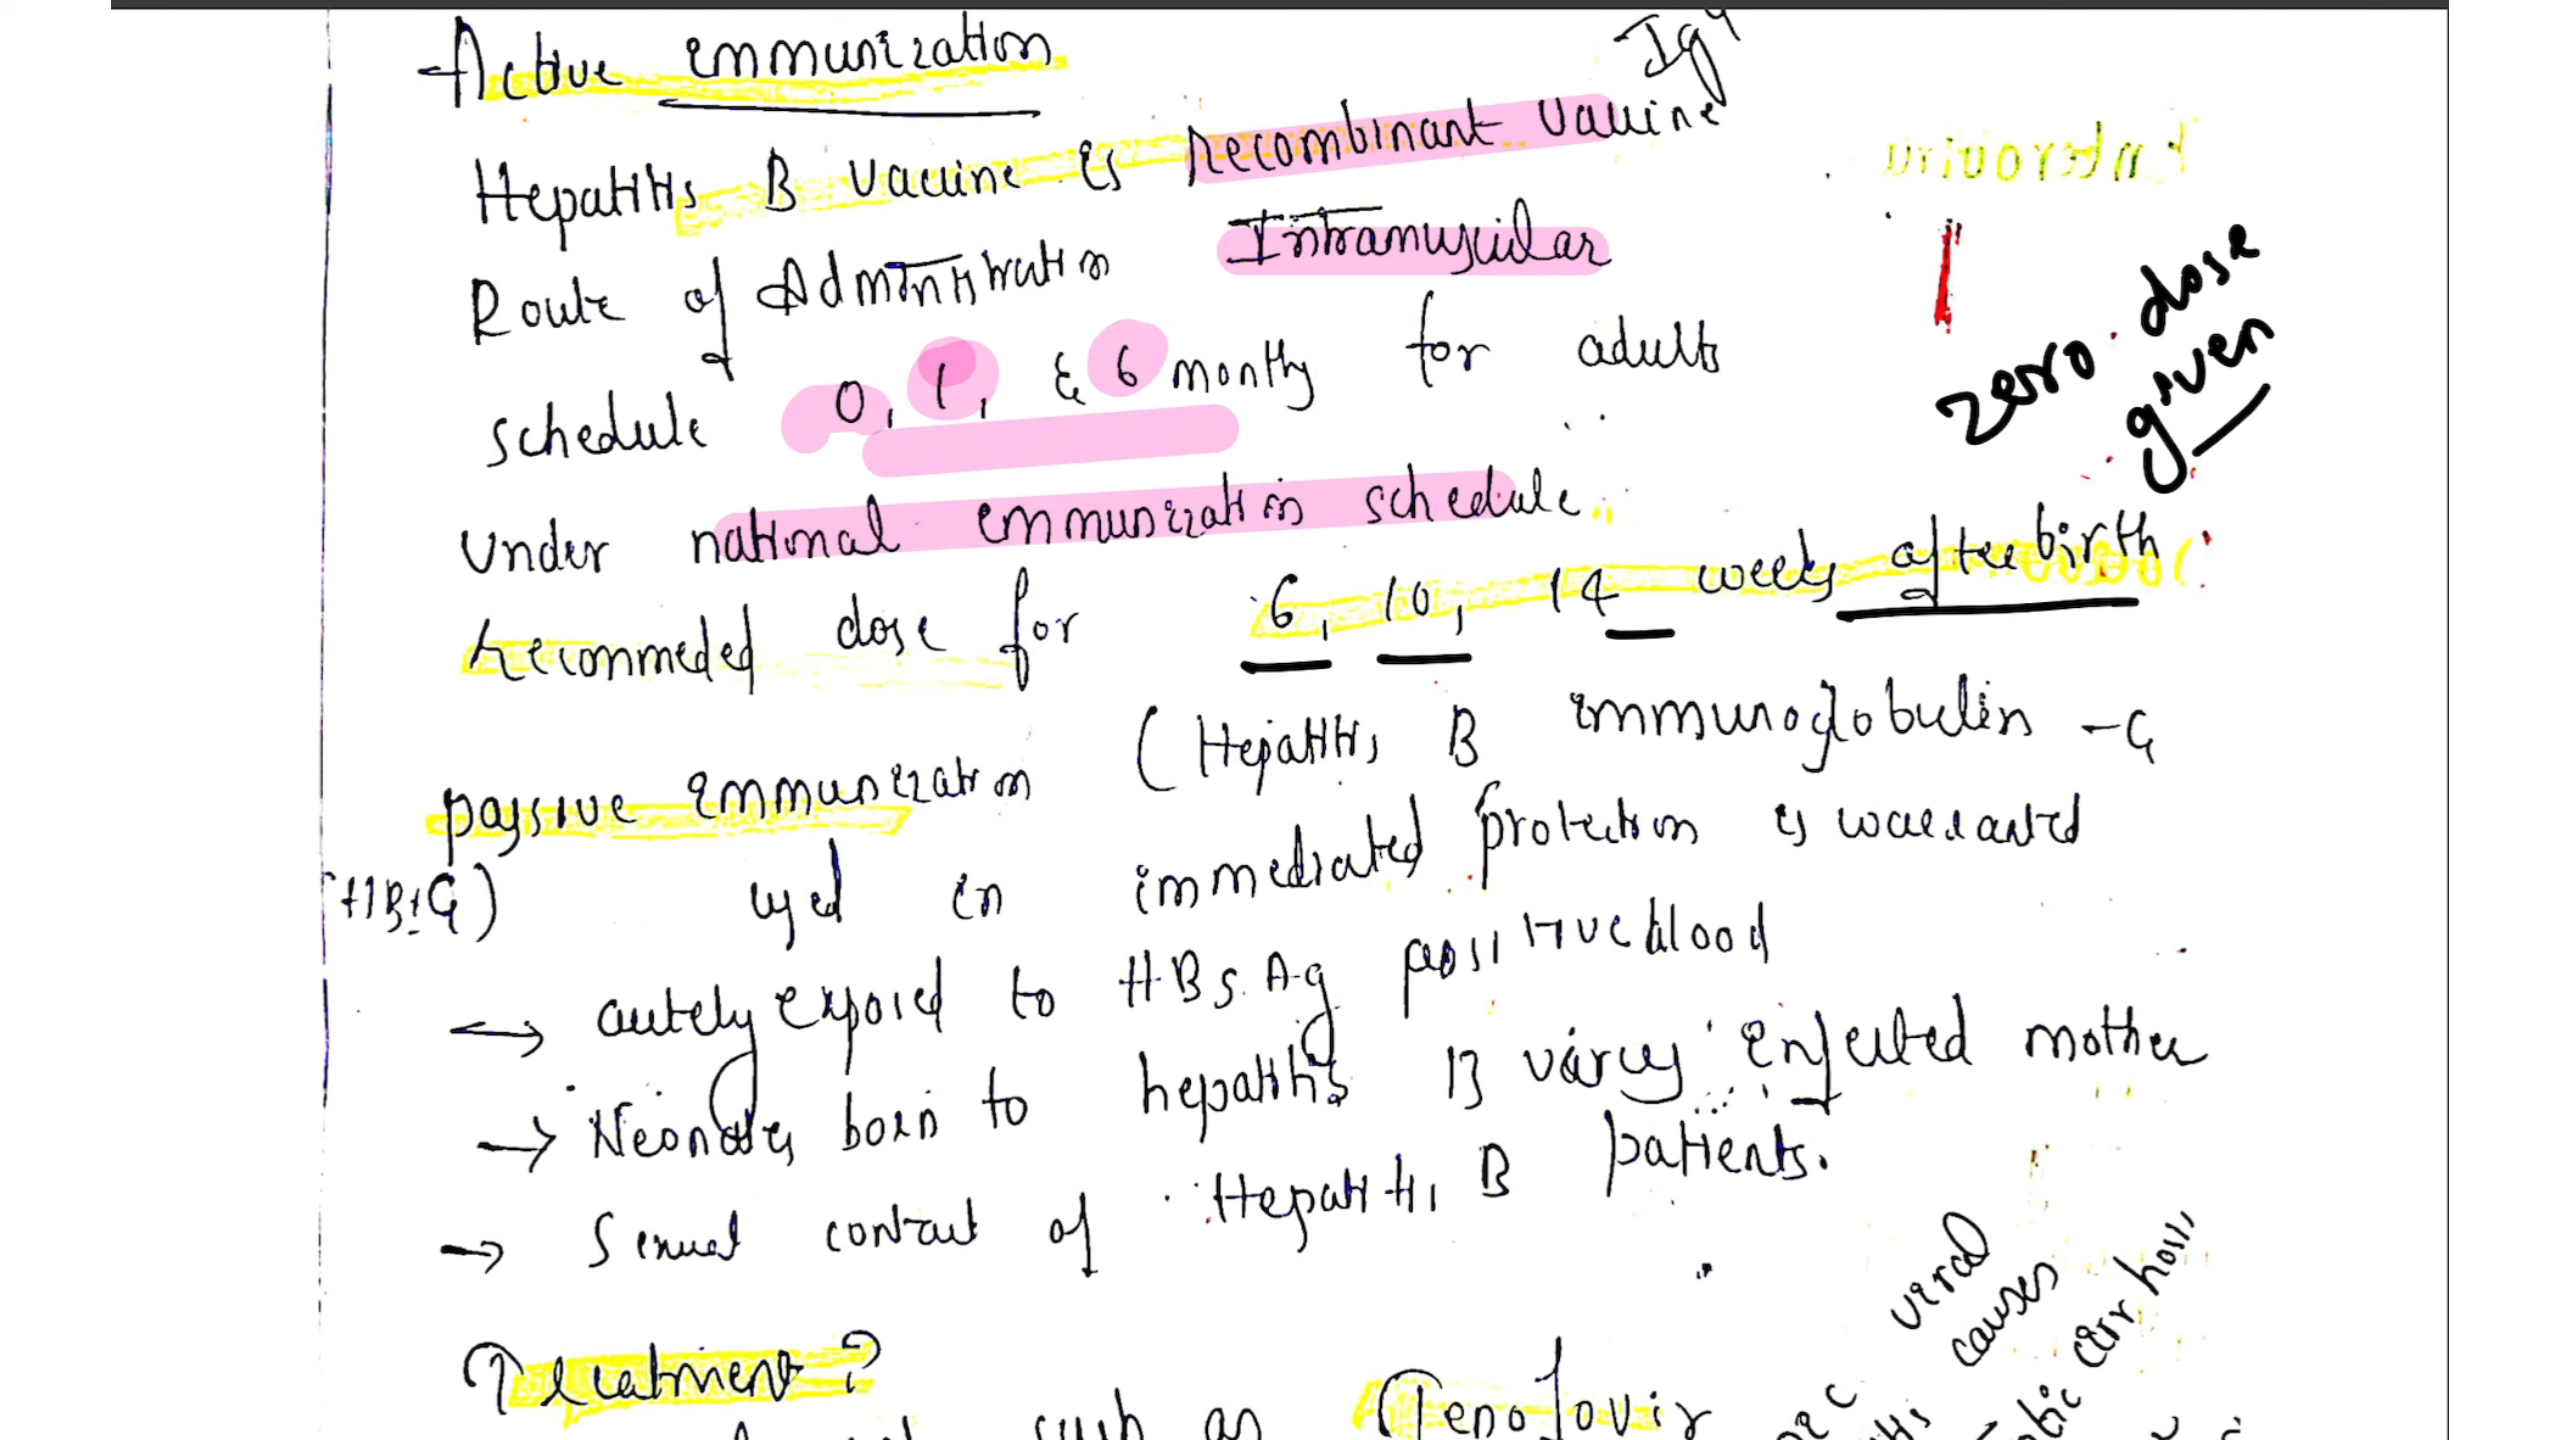 Active immunization
Hepatitis B vaccine is Recombinant vaccine
Route of Administration Intramuscular
schedule 0, 1, & 6 months for adults
zero dose
given
Under national immunization schedule
recommeded dose for 6, 10, 14 weeks after birth
passive immunization (Hepatitis B immunoglobulin -G
HBIG) used in immediated protection is warranted
acutely exposed to HBsAg positive blood
→ Neonates born to hepatitis B virus infected mother
→ Sexual contact of Hepatitis B patients.
viral
causes
Treatment?
such as Tenofovir